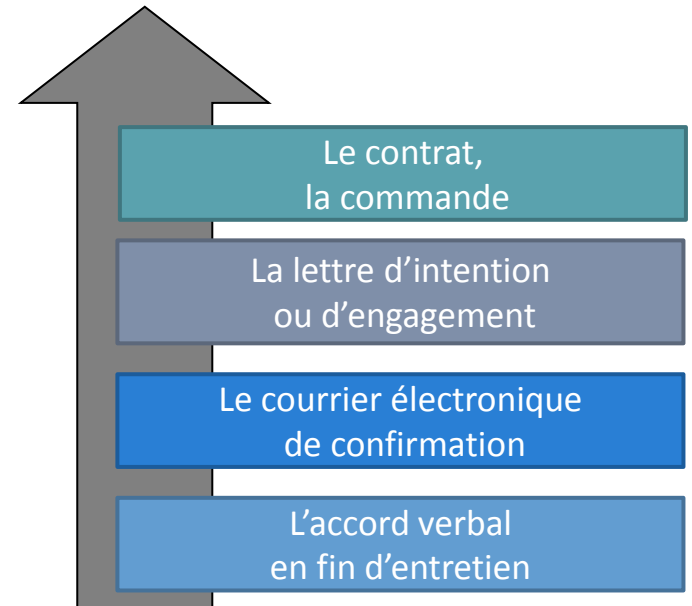 Le contrat,
la commande
La lettre d’intention
ou d’engagement
Le courrier électronique
de confirmation
L’accord verbal
en fin d’entretien